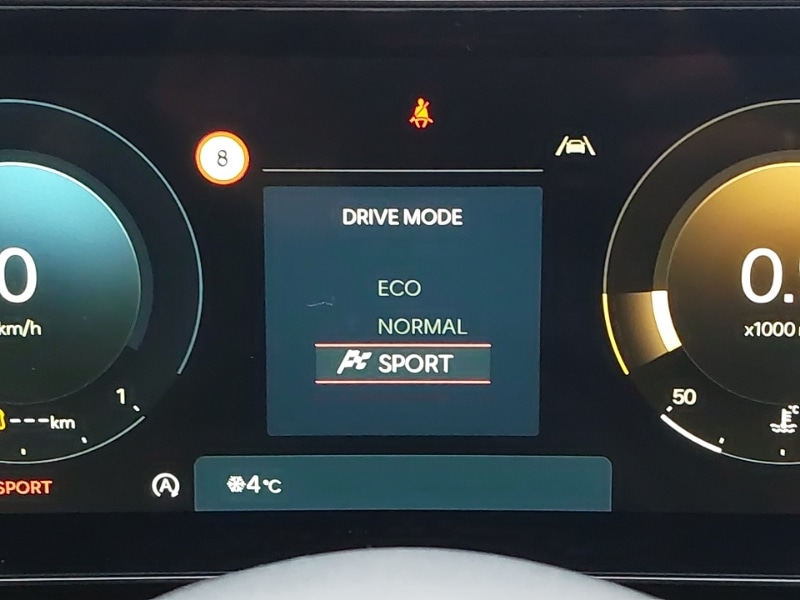 8
DRIVE MODE
0
km/h
ECO
NORMAL
SPORT
0.
x1000
1
50
---km
°C
SPORT
A
4°C